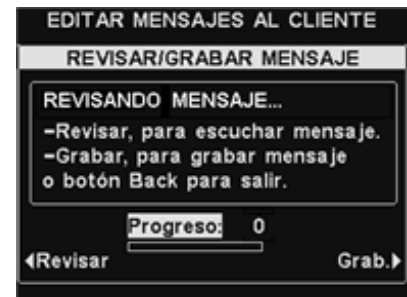 EDITAR MENSAJES AL CLIENTE
REVISAR/GRABAR MENSAJE
REVISANDO MENSAJE...
–Revisar, para escuchar mensaje.
–Grabar, para grabar mensaje
o botón Back para salir.
Progreso: 0
◀Revisar Grab.▶